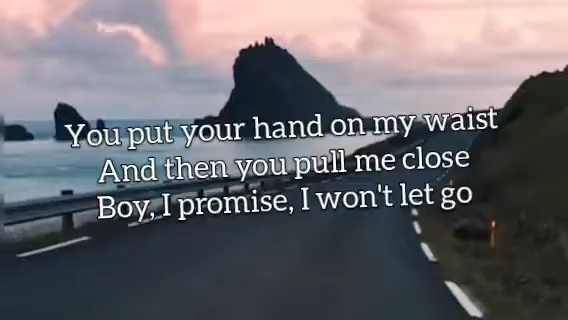 You put your hand on my waist
And then you pull me close
Boy, I promise, I won't let go